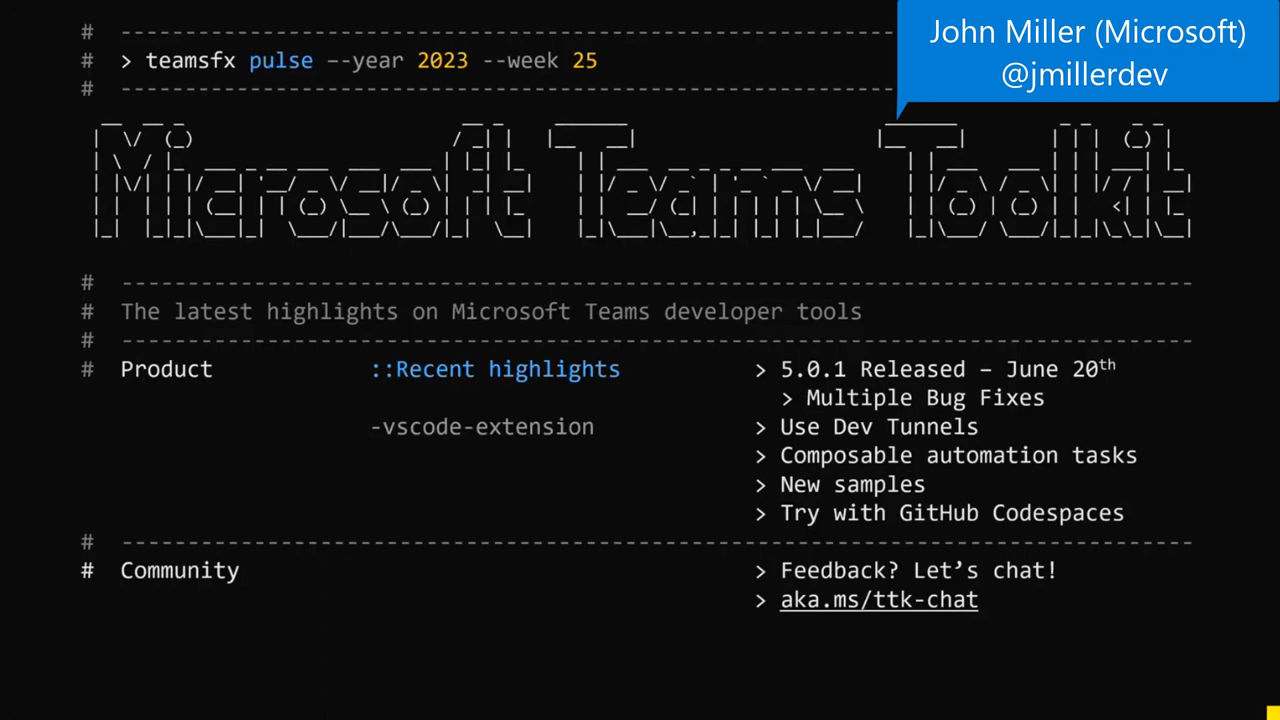 John Miller (Microsoft)
@jmillerdev
# --------------------------------------------------------
# > teamsfx pulse --year 2023 --week 25
# --------------------------------------------------------
Microsoft Teams Toolkit
# --------------------------------------------------------
# The latest highlights on Microsoft Teams developer tools
# --------------------------------------------------------
# Product ::Recent highlights > 5.0.1 Released – June 20th
> Multiple Bug Fixes
-vscode-extension > Use Dev Tunnels
> Composable automation tasks
> New samples
> Try with GitHub Codespaces
# --------------------------------------------------------
# Community > Feedback? Let’s chat!
> aka.ms/ttk-chat